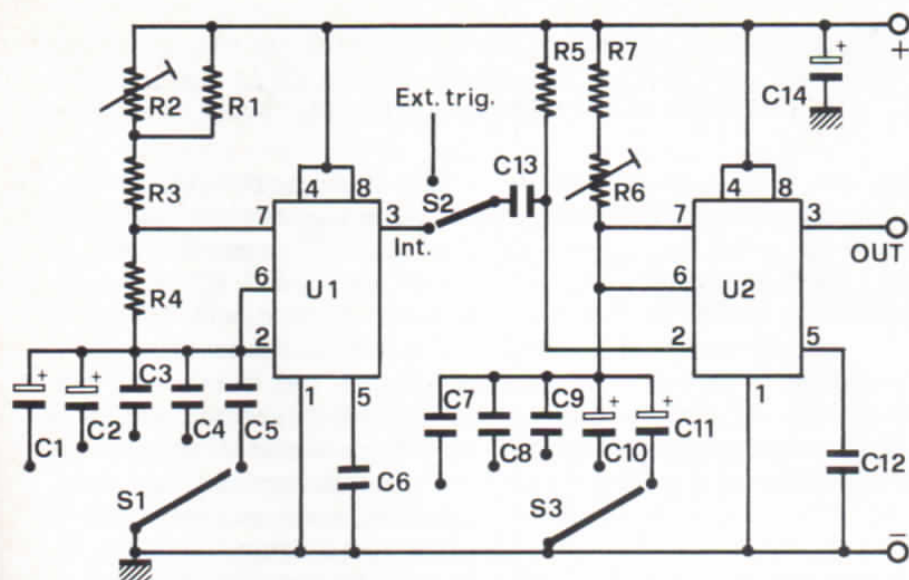 +
R2
R1
R5
R7
+
C14
Ext. trig.
R3
4
8
S2
C13
R6
4
8
7
3
Int.
7
3
OUT
R4
6
U1
6
U2
2
2
5
+
+
C3
1
5
C7
C9
+
+
C11
1
C1
C2
C4
C5
C8
C10
C12
S1
C6
S3
−